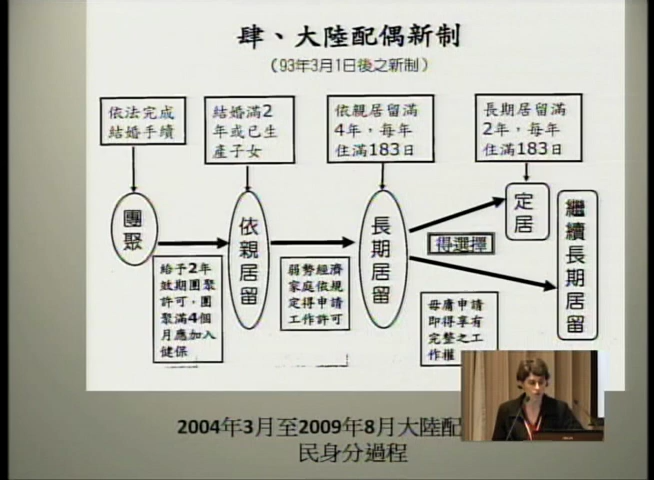 肆、大陸配偶新制
（93年3月1日後之新制）
依法完成
結婚手續
結婚滿2
年或已生
產子女
依親居留滿
4年，每年
住滿183日
長期居留滿
2年，每年
住滿183日
團聚
依親居留
長期居留
定居
繼續長期居留
得選擇
給予2年
效期團聚
許可，團
聚滿4個
月應加入
健保
弱勢經濟
家庭依規
定得申請
工作許可
毋庸申請
即得享有
完整之工
作權
2004年3月至2009年8月大陸配
民身分過程